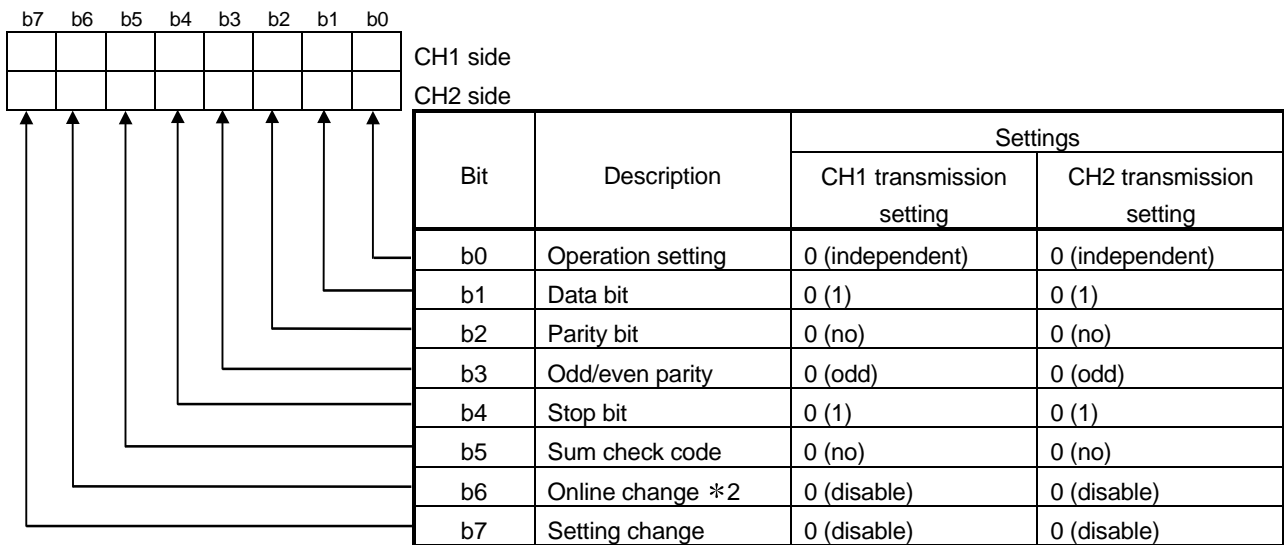 b7 b6 b5 b4 b3 b2 b1 b0
CH1 side
CH2 side
Settings
Bit Description CH1 transmission setting CH2 transmission setting
b0 Operation setting 0 (independent) 0 (independent)
b1 Data bit 0 (1) 0 (1)
b2 Parity bit 0 (no) 0 (no)
b3 Odd/even parity 0 (odd) 0 (odd)
b4 Stop bit 0 (1) 0 (1)
b5 Sum check code 0 (no) 0 (no)
b6 Online change *2 0 (disable) 0 (disable)
b7 Setting change 0 (disable) 0 (disable)